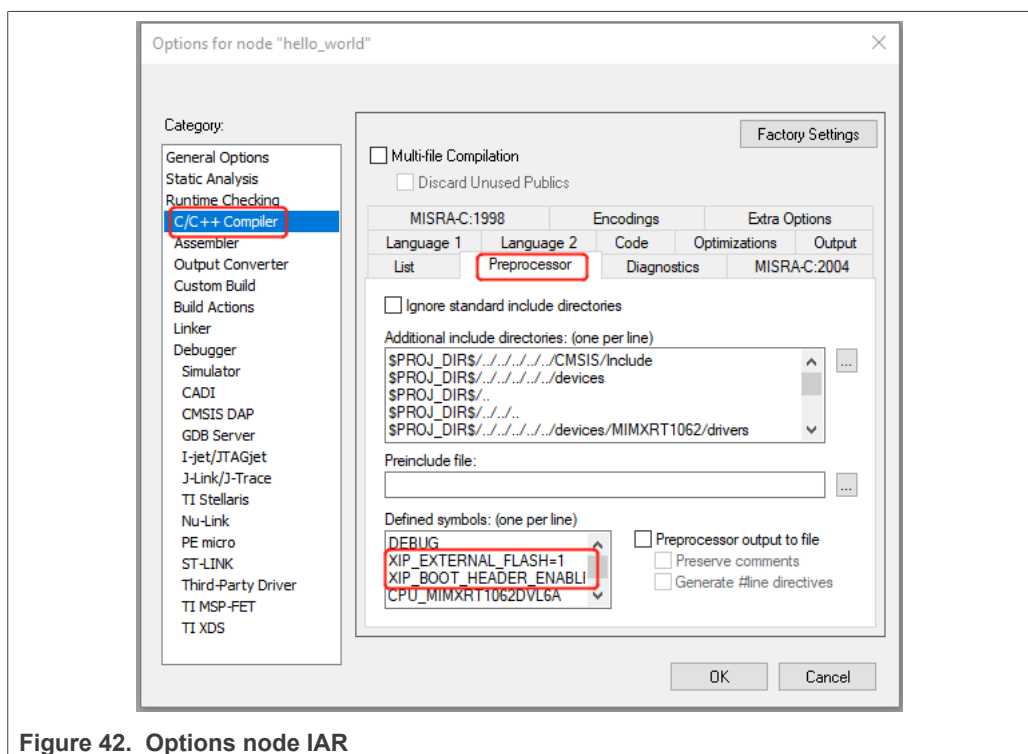 Options for node "hello_world"
Category:
General Options
Static Analysis
Runtime Checking
C/C++ Compiler
Assembler
Output Converter
Custom Build
Build Actions
Linker
Debugger
Simulator
CADI
CMSIS DAP
GDB Server
I-jet/JTAGjet
J-Link/J-Trace
TI Stellaris
Nu-Link
PE micro
ST-LINK
Third-Party Driver
TI MSP-FET
TI XDS
Factory Settings
Multi-file Compilation
Discard Unused Publics
MISRA-C:1998 Encodings Extra Options
Language 1 Language 2 Code Optimizations Output
List Preprocessor Diagnostics MISRA-C:2004
Ignore standard include directories
Additional include directories: (one per line)
$PROJ_DIR$/../../../../../CMSIS/Include
$PROJ_DIR$/../../../../../devices
$PROJ_DIR$/..
$PROJ_DIR$/../../..
$PROJ_DIR$/../../../../../devices/MIMXRT1062/drivers
...
Preinclude file:
...
Defined symbols: (one per line)
DEBUG
XIP_EXTERNAL_FLASH=1
XIP_BOOT_HEADER_ENABLI
CPU_MIMXRT1062DVL6A
Preprocessor output to file
Preserve comments
Generate #line directives
OK Cancel
Figure 42. Options node IAR